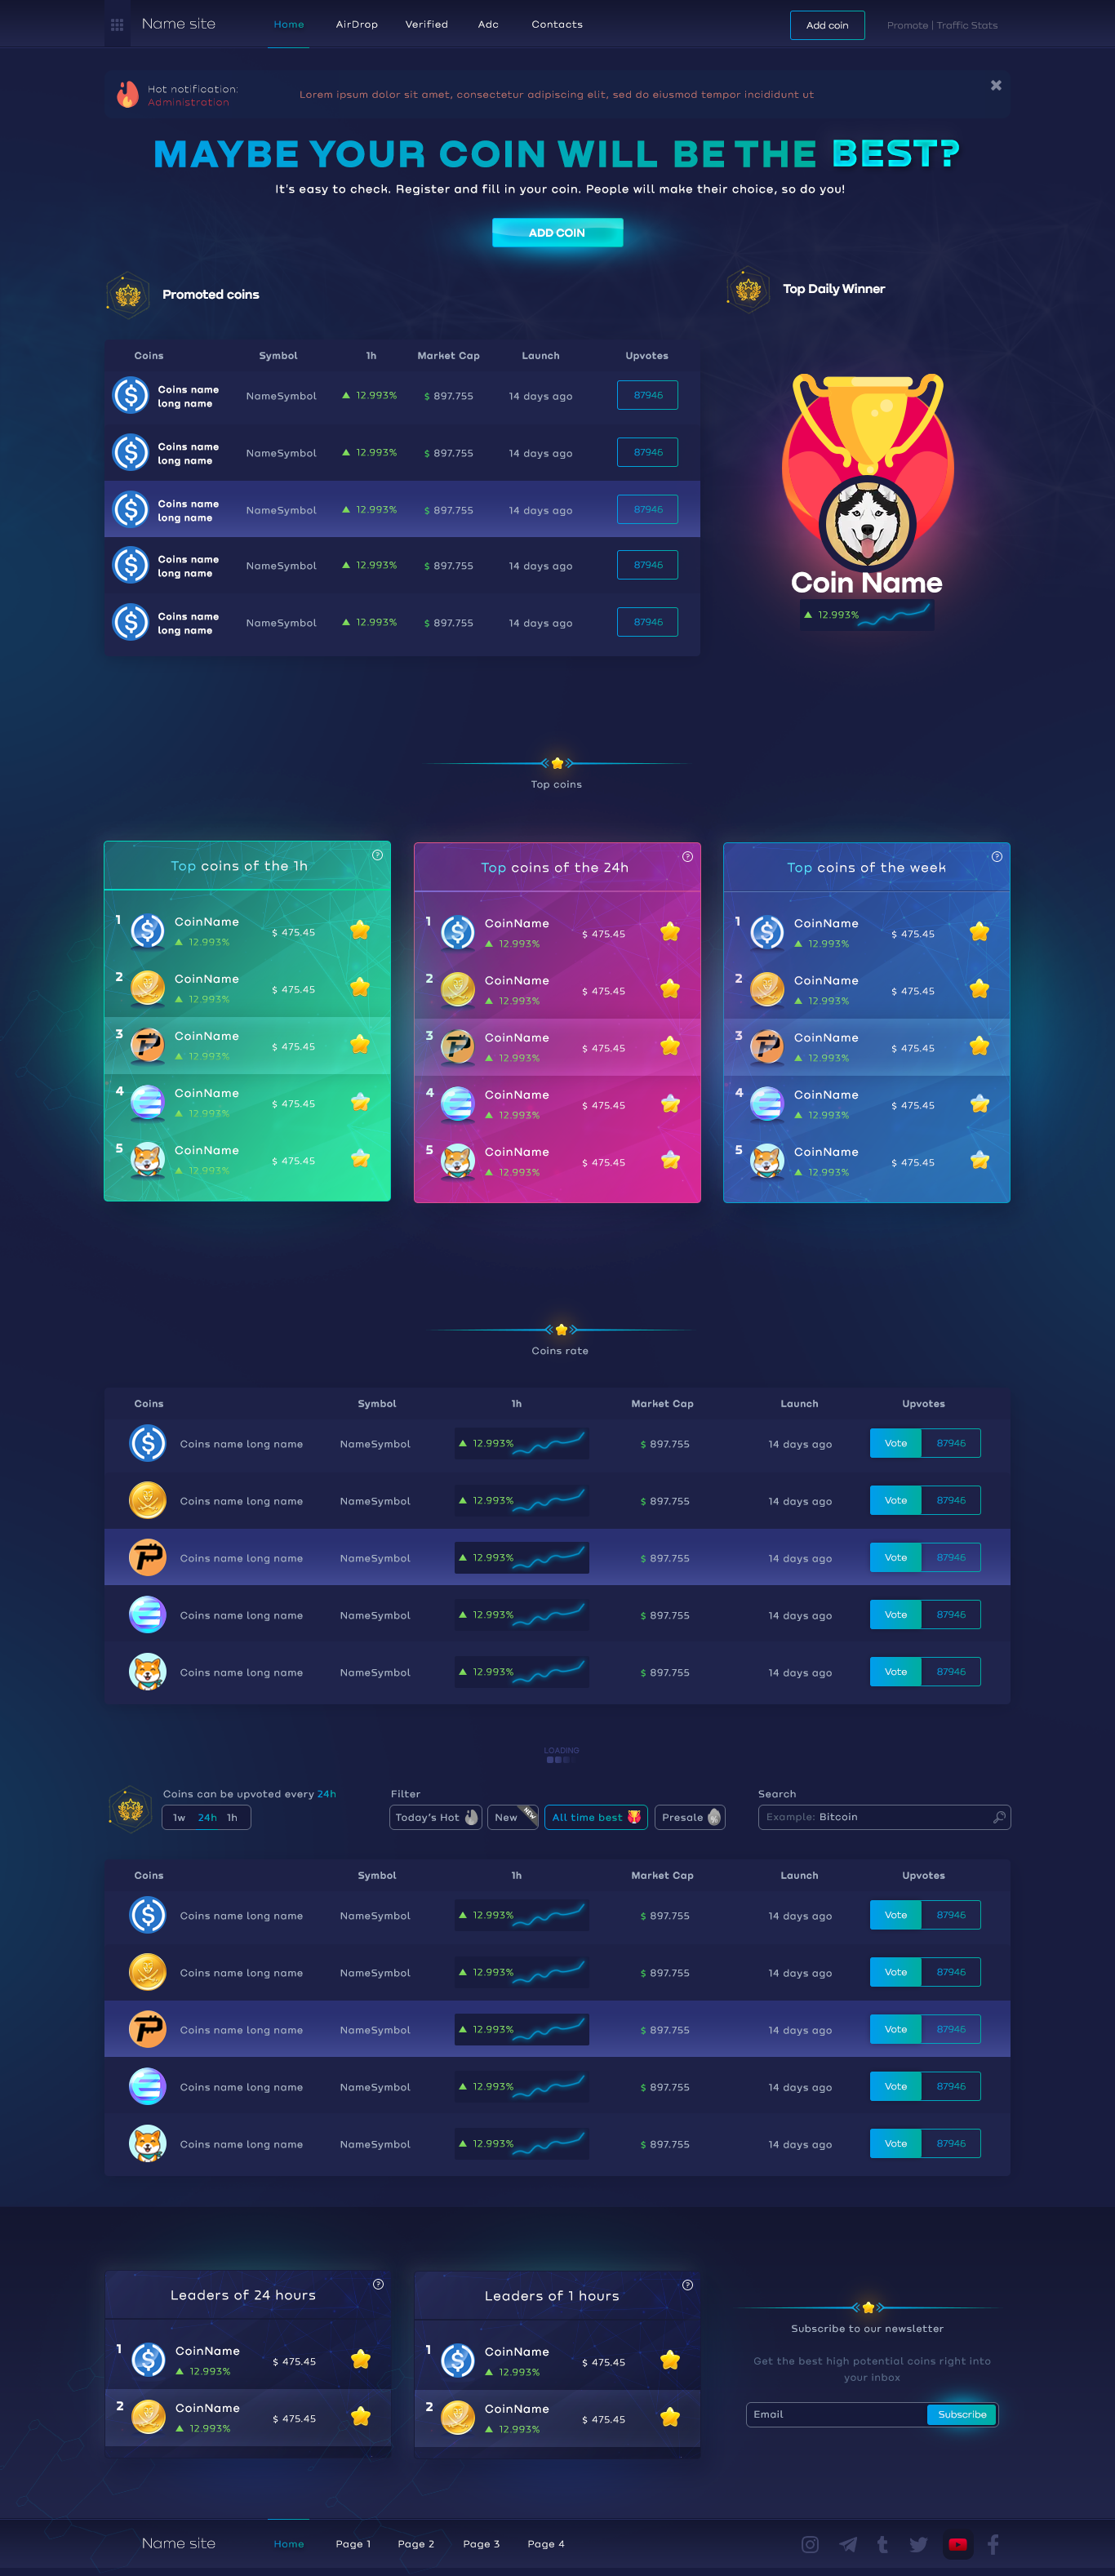 Name site
Home AirDrop Verified Adc Contacts
Add coin
Promote | Traffic Stats
Hot notification:
Administration
Lorem ipsum dolor sit amet, consectetur adipiscing elit, sed do eiusmod tempor incididunt ut
MAYBE YOUR COIN WILL BE THE BEST?
It's easy to check. Register and fill in your coin. People will make their choice, so do you!
ADD COIN
Promoted coins
Coins Symbol 1h Market Cap Launch Upvotes
Coins name
long name
NameSymbol 12.993% $ 897.755 14 days ago 87946
Coins name
long name
NameSymbol 12.993% $ 897.755 14 days ago 87946
Coins name
long name
NameSymbol 12.993% $ 897.755 14 days ago 87946
Coins name
long name
NameSymbol 12.993% $ 897.755 14 days ago 87946
Coins name
long name
NameSymbol 12.993% $ 897.755 14 days ago 87946
Top Daily Winner
Coin Name
12.993%
Top coins
Top coins of the 1h
?
1 CoinName
12.993%
$ 475.45
2 CoinName
12.993%
$ 475.45
3 CoinName
12.993%
$ 475.45
4 CoinName
12.993%
$ 475.45
5 CoinName
12.993%
$ 475.45
Top coins of the 24h
?
1 CoinName
12.993%
$ 475.45
2 CoinName
12.993%
$ 475.45
3 CoinName
12.993%
$ 475.45
4 CoinName
12.993%
$ 475.45
5 CoinName
12.993%
$ 475.45
Top coins of the week
?
1 CoinName
12.993%
$ 475.45
2 CoinName
12.993%
$ 475.45
3 CoinName
12.993%
$ 475.45
4 CoinName
12.993%
$ 475.45
5 CoinName
12.993%
$ 475.45
Coins rate
Coins Symbol 1h Market Cap Launch Upvotes
Coins name long name NameSymbol 12.993% $ 897.755 14 days ago Vote 87946
Coins name long name NameSymbol 12.993% $ 897.755 14 days ago Vote 87946
Coins name long name NameSymbol 12.993% $ 897.755 14 days ago Vote 87946
Coins name long name NameSymbol 12.993% $ 897.755 14 days ago Vote 87946
Coins name long name NameSymbol 12.993% $ 897.755 14 days ago Vote 87946
LOADING
Coins can be upvoted every 24h
1w 24h 1h
Filter
Today's Hot New NEW All time best Presale
Search
Example: Bitcoin
Coins Symbol 1h Market Cap Launch Upvotes
Coins name long name NameSymbol 12.993% $ 897.755 14 days ago Vote 87946
Coins name long name NameSymbol 12.993% $ 897.755 14 days ago Vote 87946
Coins name long name NameSymbol 12.993% $ 897.755 14 days ago Vote 87946
Coins name long name NameSymbol 12.993% $ 897.755 14 days ago Vote 87946
Coins name long name NameSymbol 12.993% $ 897.755 14 days ago Vote 87946
Leaders of 24 hours
?
1 CoinName
12.993%
$ 475.45
2 CoinName
12.993%
$ 475.45
Leaders of 1 hours
?
1 CoinName
12.993%
$ 475.45
2 CoinName
12.993%
$ 475.45
Subscribe to our newsletter
Get the best high potential coins right into
your inbox
Email Subscribe
Name site
Home Page 1 Page 2 Page 3 Page 4